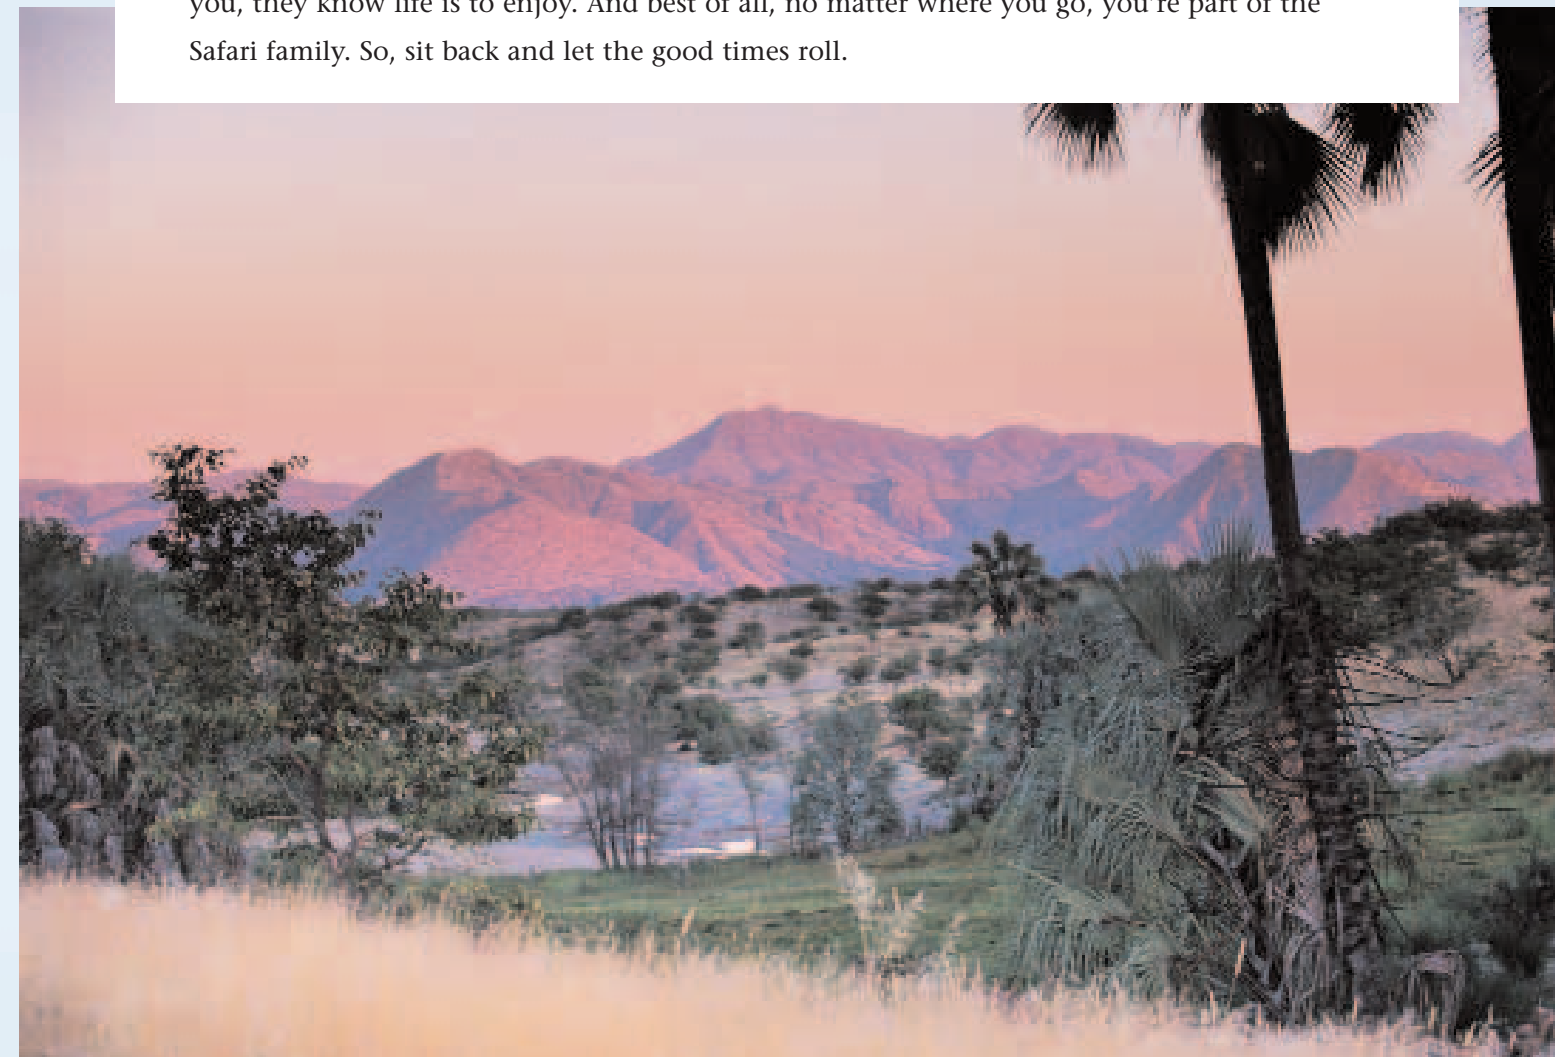 you, they know life is to enjoy. And best of all, no matter where you go, you're part of the
Safari family. So, sit back and let the good times roll.